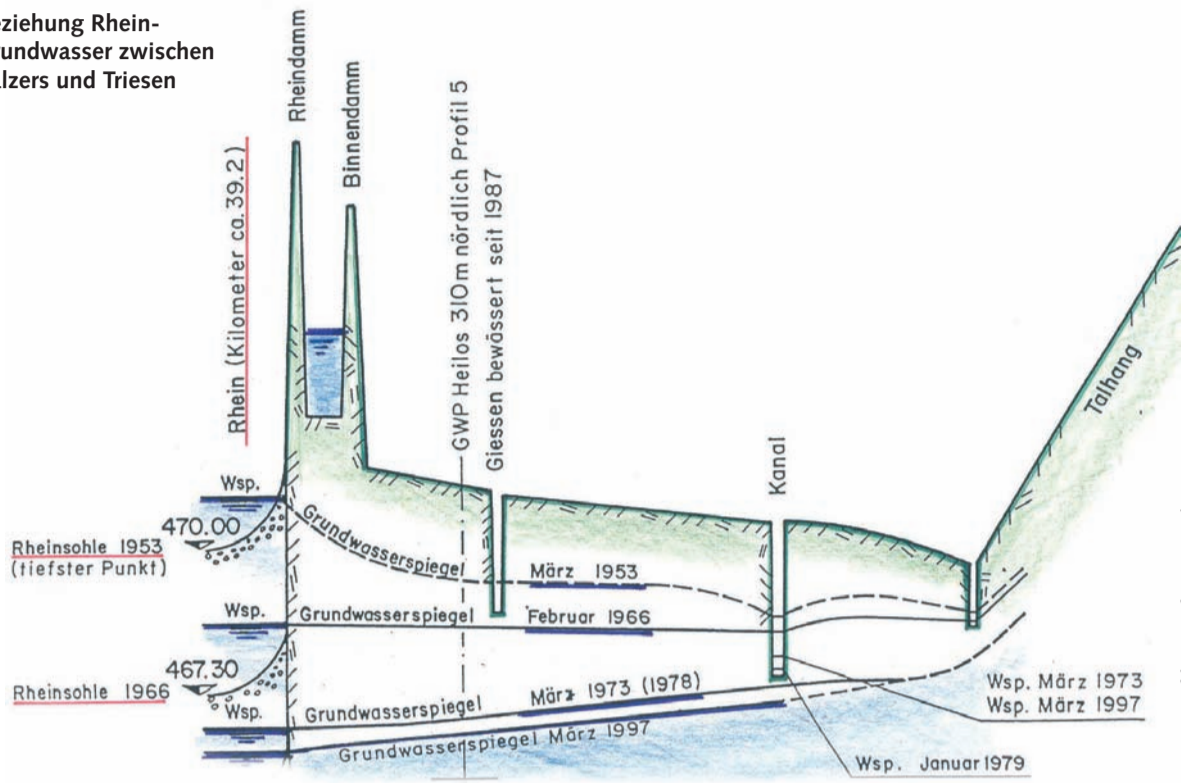 eziehung Rhein-
rundwasser zwischen
lzers und Triesen
Rheindamm
Binnendamm
Rhein (Kilometer ca. 39.2)
GWP Heilos 310m nördlich Profil 5
Giessen bewässert seit 1987
Kanal
Talhang
Wsp.
470.00
Rheinsohle 1953
(tiefster Punkt)
Grundwasserspiegel
März 1953
Wsp.
Grundwasserspiegel
Februar 1966
467.30
Rheinsohle 1966
Wsp.
Grundwasserspiegel
März 1973 (1978)
Grundwasserspiegel März 1997
Wsp. März 1973
Wsp. März 1997
Wsp. Januar 1979